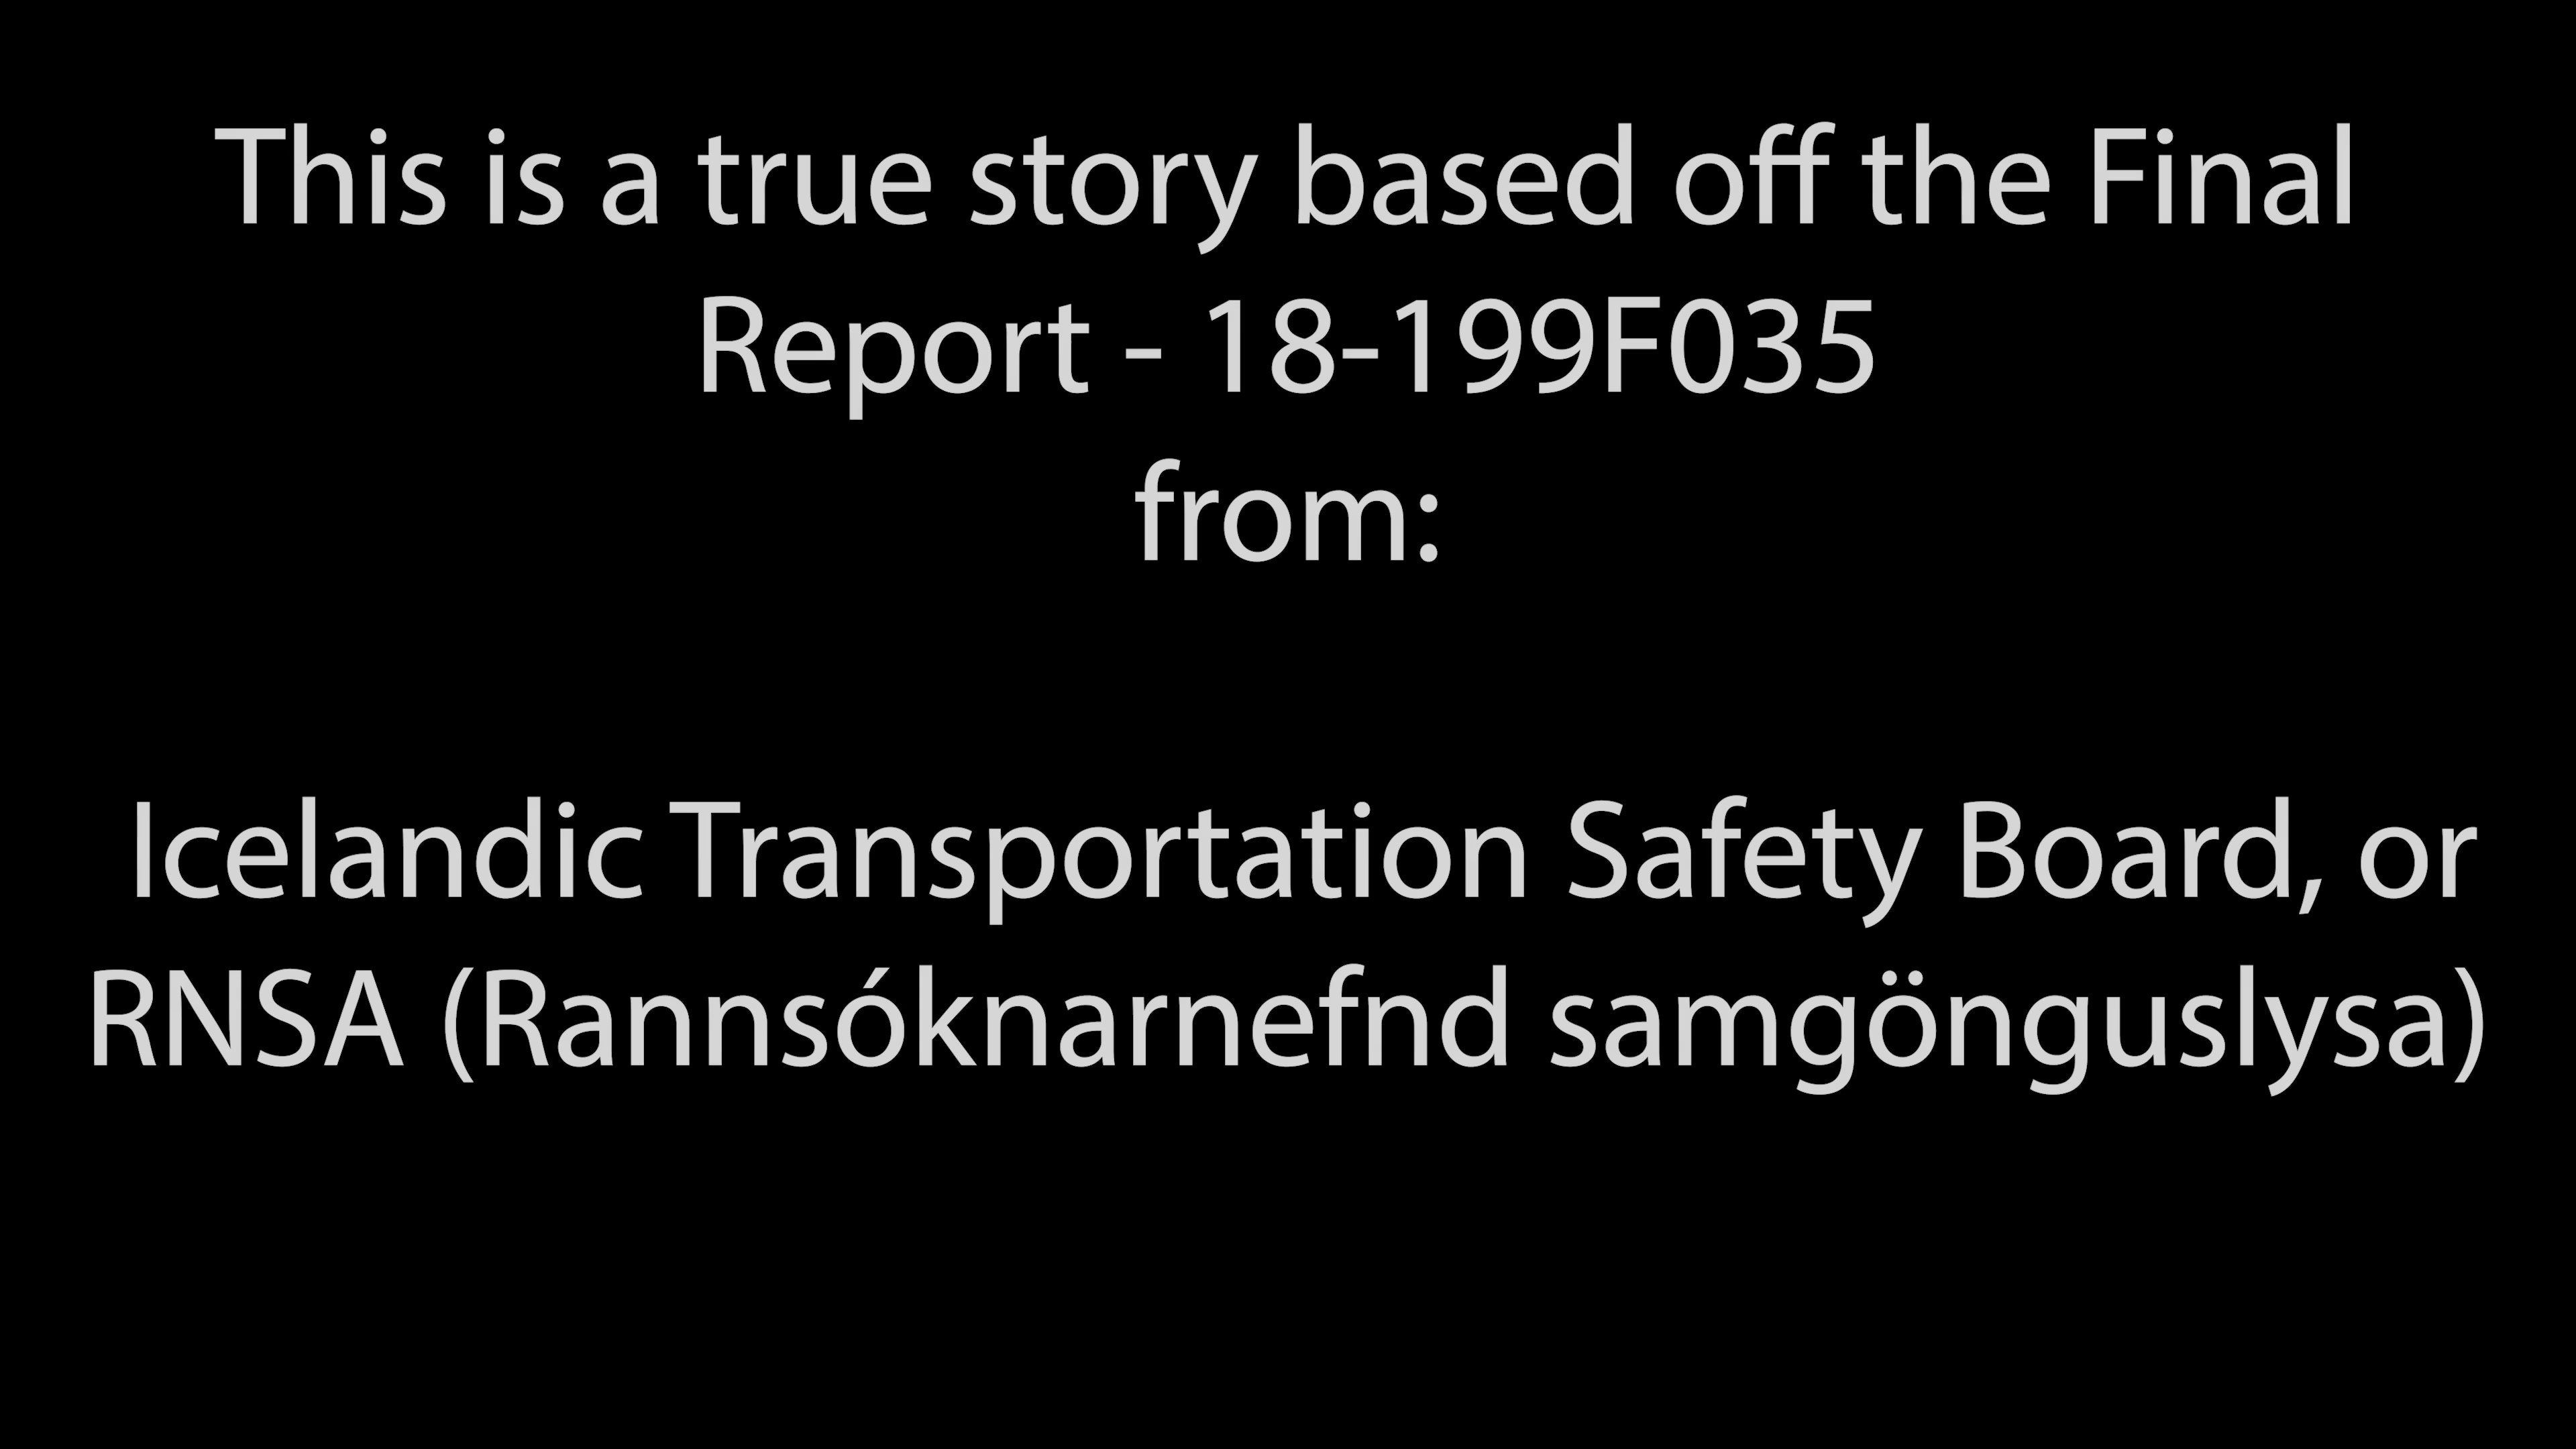 This is a true story based off the Final
Report - 18-199F035
from:
Icelandic Transportation Safety Board, or
RNSA (Rannsóknarnefnd samgönguslysa)